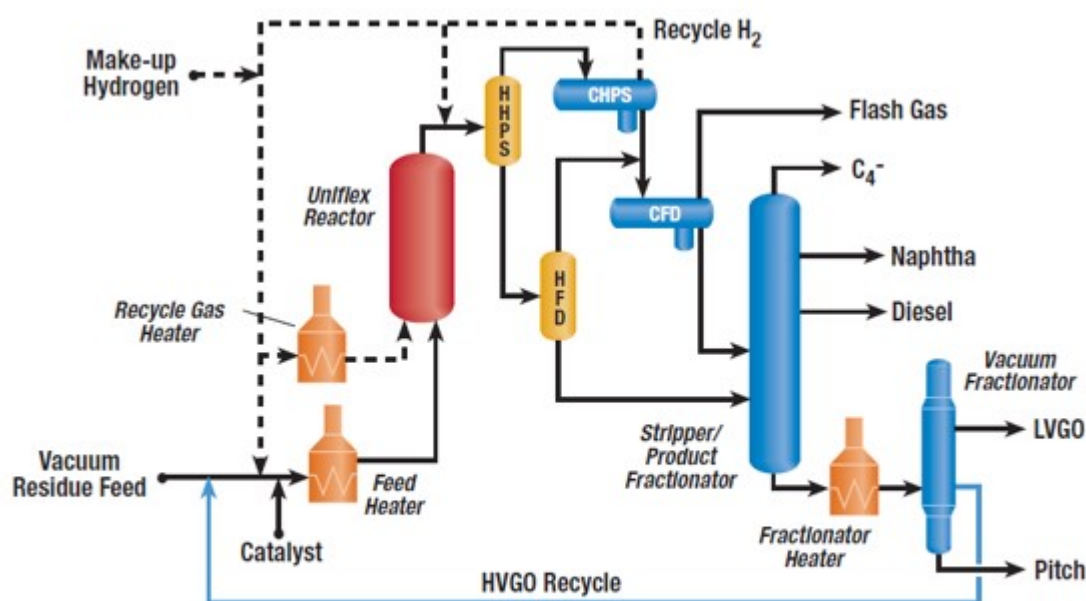 Recycle H₂
Make-up
Hydrogen
HHPS
CHPS
Flash Gas
C₄⁻
Uniflex
Reactor
CFD
Naphtha
HFD
Diesel
Recycle Gas
Heater
Vacuum
Fractionator
LVGO
Stripper/
Product
Fractionator
Vacuum
Residue Feed
Feed
Heater
Catalyst
Fractionator
Heater
HVGO Recycle
Pitch